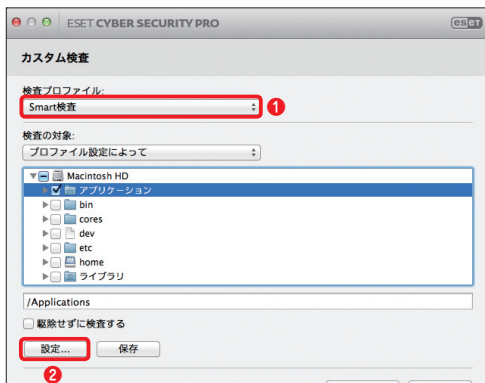 ESET CYBER SECURITY PRO
eset
カスタム検査
検査プロファイル:
Smart検査
1
検査の対象:
プロファイル設定によって
Macintosh HD
アプリケーション
bin
cores
dev
etc
home
ライブラリ
/Applications
駆除せずに検査する
設定... 保存
2